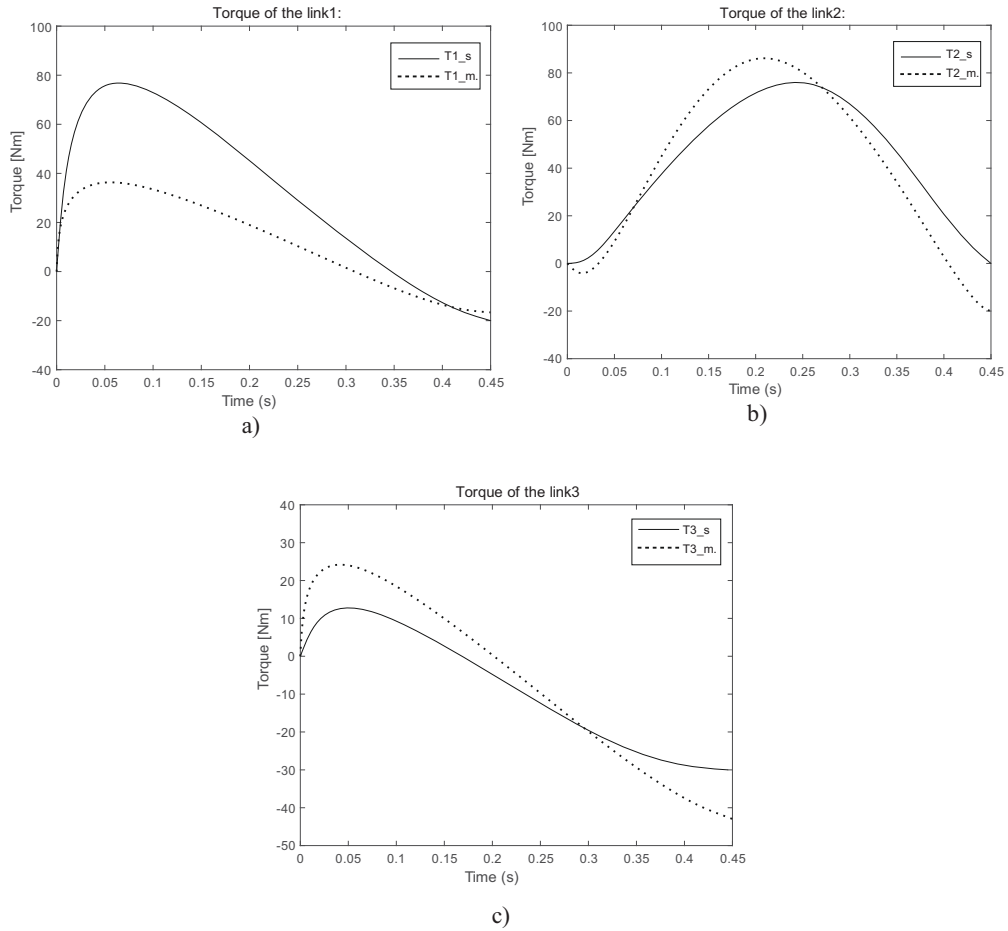 Torque of the link1:
100
80
60
40
20
0
-20
-40
Torque [Nm]
T1_s
T1_m.
0 0.05 0.1 0.15 0.2 0.25 0.3 0.35 0.4 0.45
Time (s)
a)
Torque of the link2:
100
80
60
40
20
0
-20
-40
Torque [Nm]
T2_s
T2_m.
0 0.05 0.1 0.15 0.2 0.25 0.3 0.35 0.4 0.45
Time (s)
b)
Torque of the link3
40
30
20
10
0
-10
-20
-30
-40
-50
Torque [Nm]
T3_s
T3_m.
0 0.05 0.1 0.15 0.2 0.25 0.3 0.35 0.4 0.45
Time (s)
c)